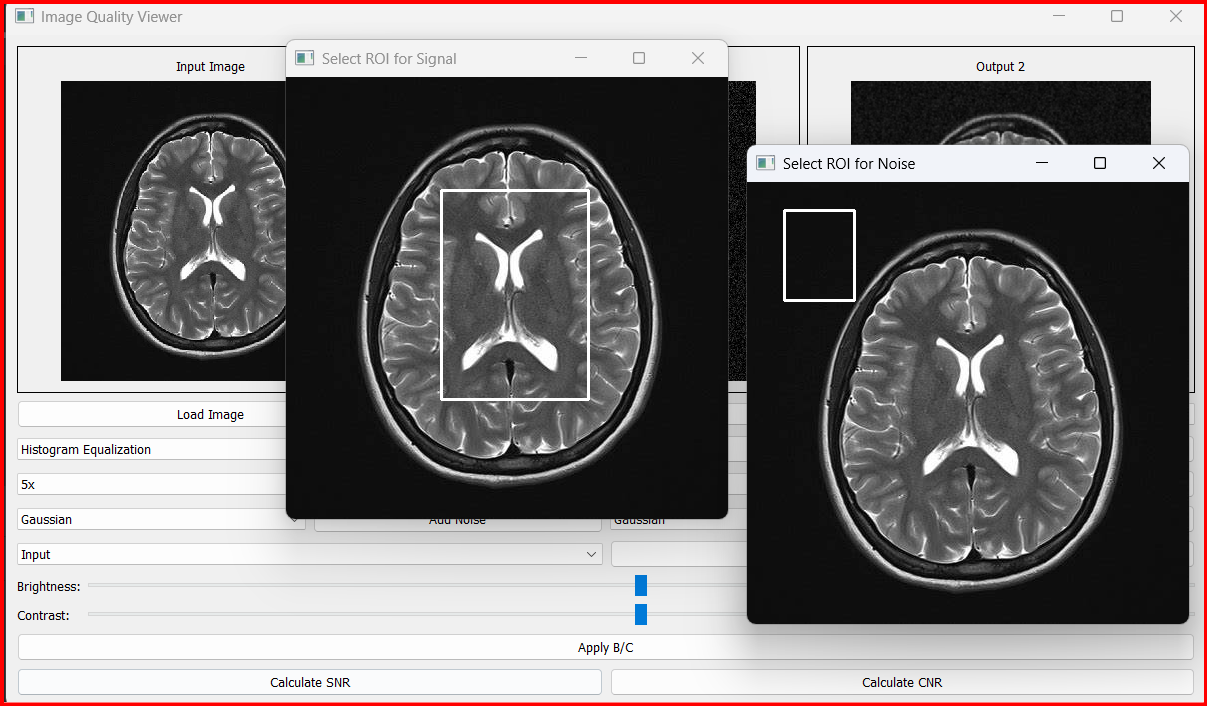 Image Quality Viewer
Select ROI for Signal
Input Image
Output 2
Select ROI for Noise
Load Image
Histogram Equalization
5x
Gaussian
Add Noise
Gaussian
Input
Brightness:
Contrast:
Apply B/C
Calculate SNR
Calculate CNR